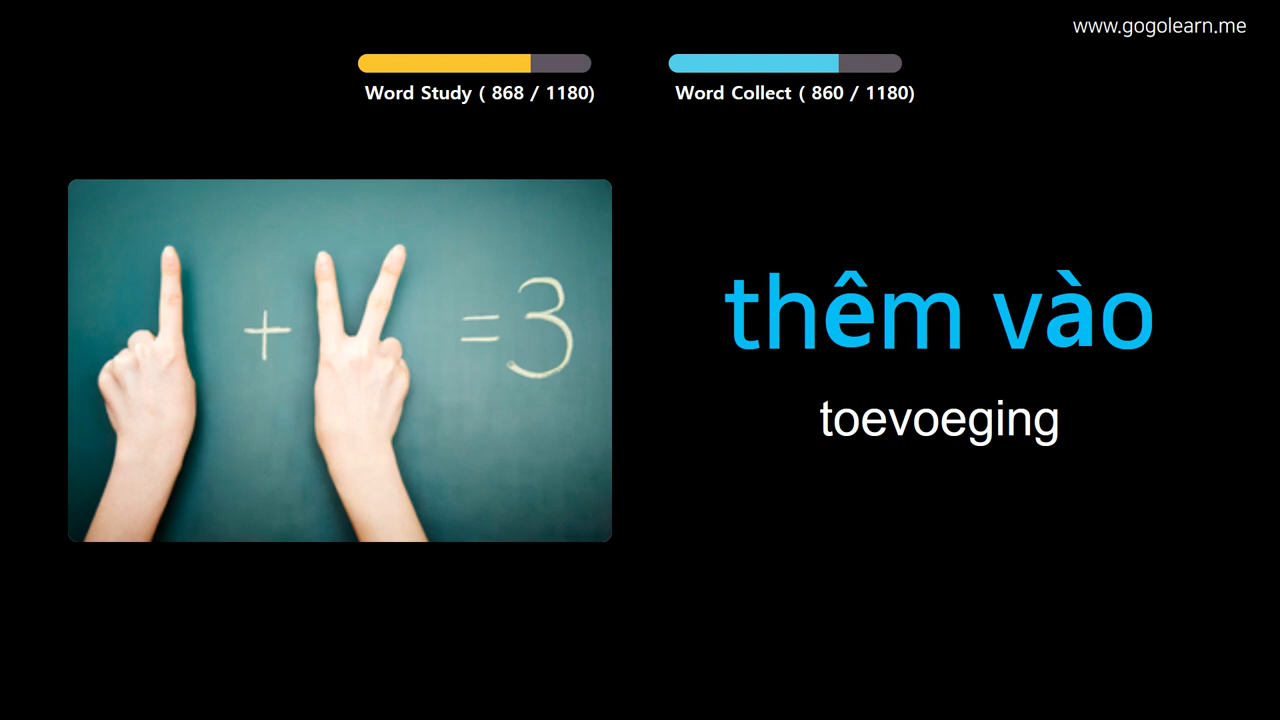 www.gogolearn.me
Word Study ( 868 / 1180)
Word Collect ( 860 / 1180)
+ = 3
thêm vào
toevoeging